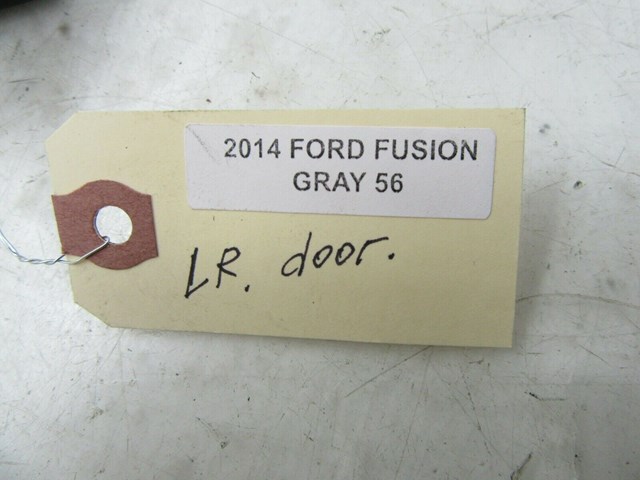 2014 FORD FUSION
GRAY 56
LR. door.